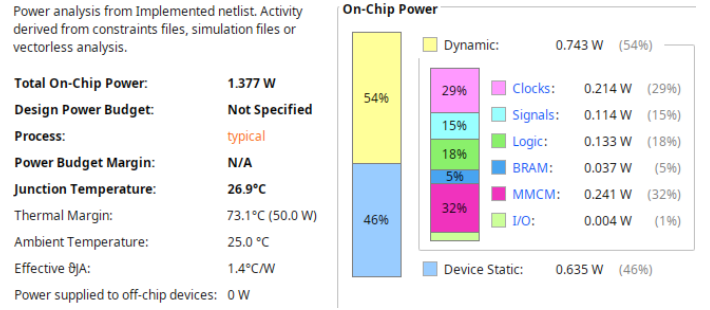 Power analysis from Implemented netlist. Activity
derived from constraints files, simulation files or
vectorless analysis.
Total On-Chip Power: 1.377 W
Design Power Budget: Not Specified
Process: typical
Power Budget Margin: N/A
Junction Temperature: 26.9°C
Thermal Margin: 73.1°C (50.0 W)
Ambient Temperature: 25.0 °C
Effective ϑJA: 1.4°C/W
Power supplied to off-chip devices: 0 W
On-Chip Power
54%
46%
Dynamic: 0.743 W (54%)
29%
15%
18%
5%
32%
Clocks: 0.214 W (29%)
Signals: 0.114 W (15%)
Logic: 0.133 W (18%)
BRAM: 0.037 W (5%)
MMCM: 0.241 W (32%)
I/O: 0.004 W (1%)
Device Static: 0.635 W (46%)